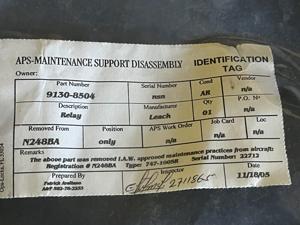 APS-MAINTENANCE SUPPORT DISASSEMBLY IDENTIFICATION TAG
Owner:
Part Number Serial Number Cond Vendor
9130-8504 nsn AR n/a
Description Manufacturer Quantity P.O. Nº
Relay Leach 01 n/a
Removed From Position APS Work Order Job Card Loc
N248BA only n/a n/a n/a
Remarks
The above part was removed I.A.W. approved maintenance practices from aircraft:
Registration # N248BA Type: 747-100SR Serial Number: 22712
Prepared By Inspector Date
Patrick Arellano 11/18/05